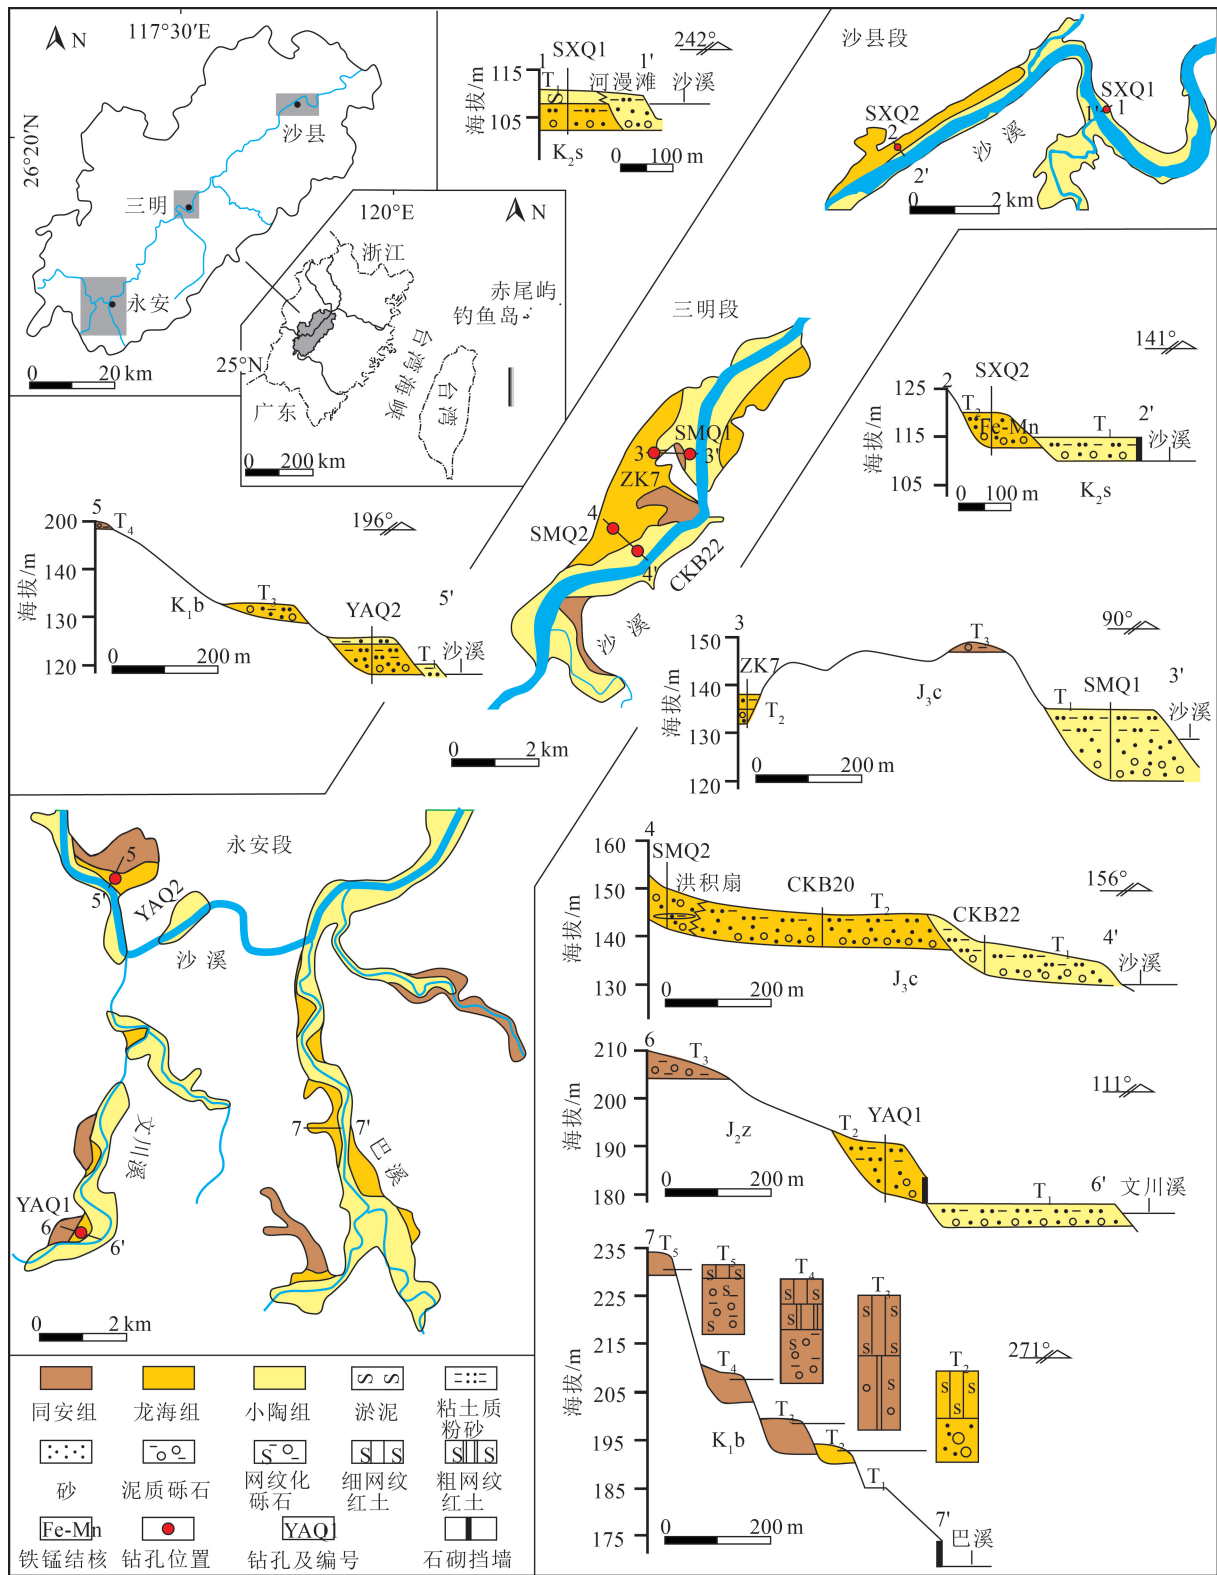 117°30′E
N
26°20′N
沙县
三明
永安
0 20 km
120°E
N
浙江
赤尾屿
钓鱼岛
台湾海峡
台湾
25°N
广东
0 200 km
242°
SXQ1
1 1'
T1
河漫滩
沙溪
海拔/m
115
105
S
K2s
0 100 m
沙县段
SXQ1
1
1'
SXQ2
2
2'
沙溪
0 2 km
141°
SXQ2
2
T2
Fe-Mn
T1
2'
沙溪
海拔/m
125
115
105
K2s
0 100 m
三明段
SMQ1
3
3'
ZK7
4
SMQ2
4'
CKB22
沙溪
0 2 km
196°
5
T4
海拔/m
200
140
130
120
K1b
T3
YAQ2
5'
T1
沙溪
0 200 m
90°
3
海拔/m
150
140
130
120
ZK7
T2
T3
J3c
T1
SMQ1
3'
沙溪
0 200 m
永安段
5
5'
YAQ2
沙溪
文川溪
7 7'
巴溪
YAQ1
6
6'
0 2 km
156°
4
海拔/m
160
150
140
130
SMQ2
洪积扇
CKB20
T2
CKB22
T1
4'
沙溪
J3c
0 200 m
111°
6
海拔/m
210
200
190
180
T3
J2z
T2
YAQ1
T1
6'
文川溪
0 200 m
271°
7
海拔/m
235
225
215
205
195
185
175
T5
T4
T3
T2
T1
K1b
T5
S S
S
S
T4
S S
S
S
S
T3
S S
S S
S
T2
S S
S S
7'
巴溪
0 200 m
同安组
龙海组
小陶组
S S
淤泥
粘土质
粉砂
砂
泥质砾石
S
网纹化
砾石
S S
细网纹
红土
S S
粗网纹
红土
Fe-Mn
铁锰结核
钻孔位置
YAQ1
钻孔及编号
石砌挡墙